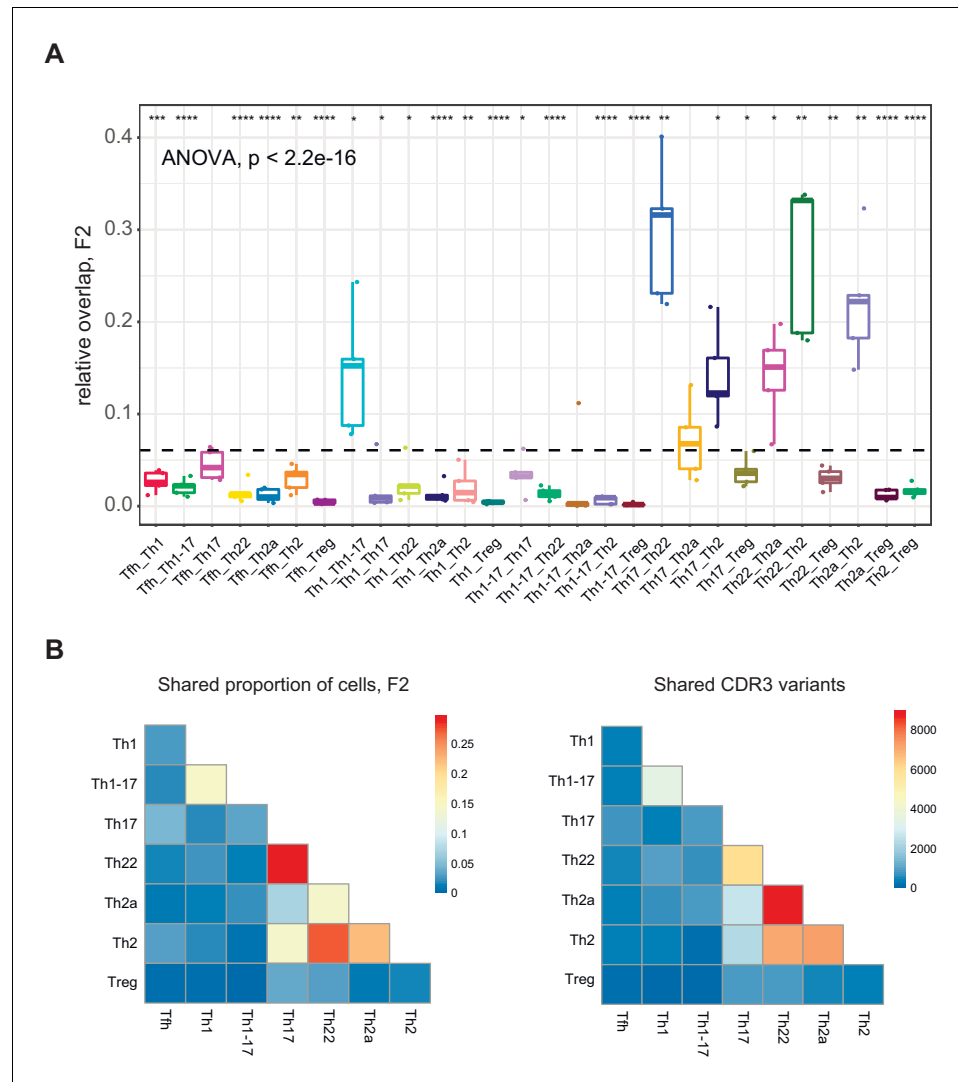 A
*** **** **** **** ** **** * * * **** ** **** * **** **** **** ** * * * ** ** ** **** ****
ANOVA, p < 2.2e-16
relative overlap, F2
0.4
0.3
0.2
0.1
0.0
Tfh_Th1
Tfh_Th1-17
Tfh_Th17
Tfh_Th22
Tfh_Th2a
Tfh_Th2
Tfh_Treg
Th1_Th1-17
Th1_Th17
Th1_Th22
Th1_Th2a
Th1_Th2
Th1_Treg
Th1-17_Th17
Th1-17_Th22
Th1-17_Th2a
Th1-17_Th2
Th1-17_Treg
Th17_Th22
Th17_Th2a
Th17_Th2
Th17_Treg
Th22_Th2a
Th22_Th2
Th22_Treg
Th2a_Th2
Th2a_Treg
Th2_Treg
B
Shared proportion of cells, F2
Th1
Th1-17
Th17
Th22
Th2a
Th2
Treg
Tfh
Th1
Th1-17
Th17
Th22
Th2a
Th2
0.25
0.2
0.15
0.1
0.05
0
Shared CDR3 variants
Th1
Th1-17
Th17
Th22
Th2a
Th2
Treg
Tfh
Th1
Th1-17
Th17
Th22
Th2a
Th2
8000
6000
4000
2000
0